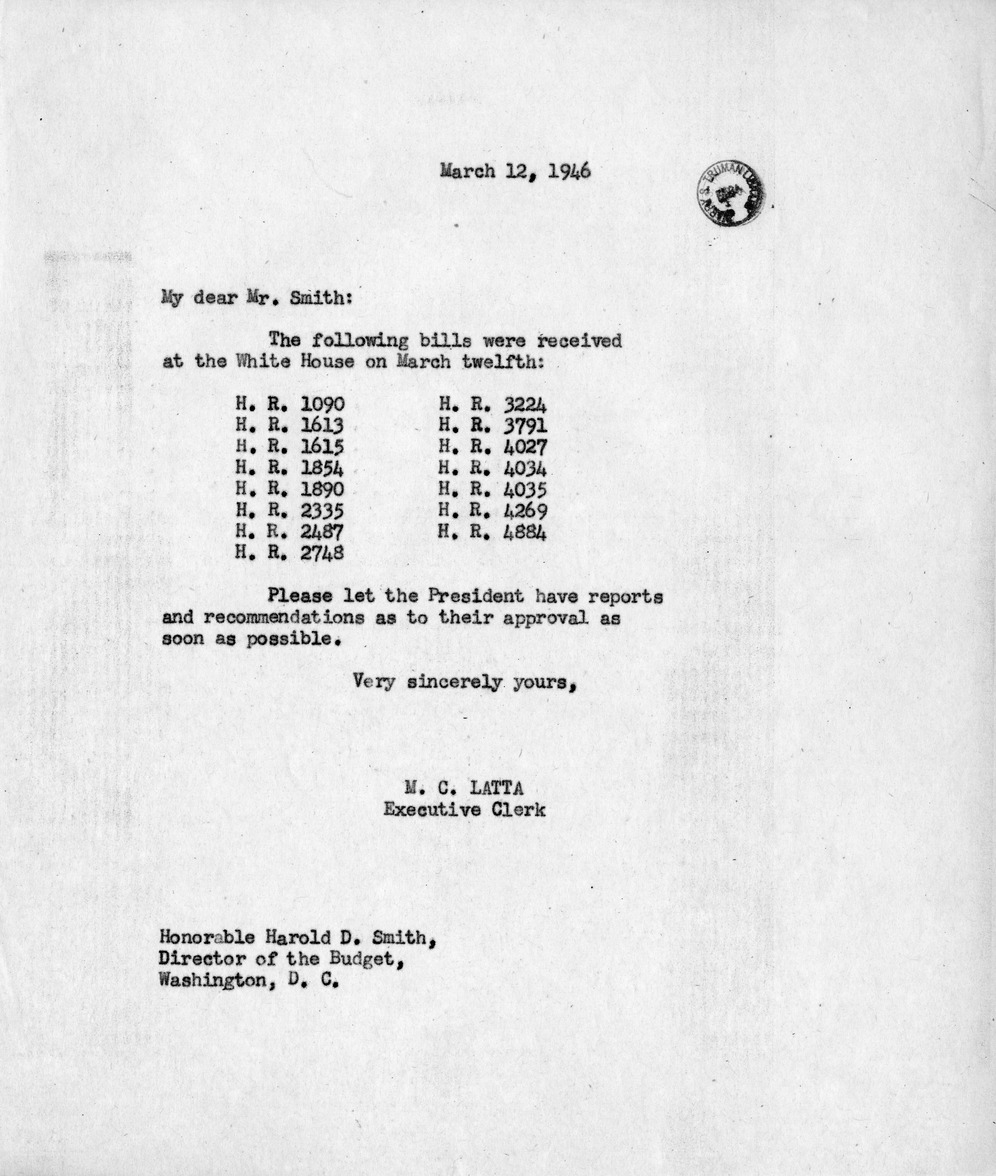 March 12, 1946
HARRY S. TRUMAN LIBRARY
My dear Mr. Smith:
The following bills were received
at the White House on March twelfth:
H. R. 1090 H. R. 3224
H. R. 1613 H. R. 3791
H. R. 1615 H. R. 4027
H. R. 1854 H. R. 4034
H. R. 1890 H. R. 4035
H. R. 2335 H. R. 4269
H. R. 2487 H. R. 4884
H. R. 2748
Please let the President have reports
and recommendations as to their approval as
soon as possible.
Very sincerely yours,
M. C. LATTA
Executive Clerk
Honorable Harold D. Smith,
Director of the Budget,
Washington, D. C.